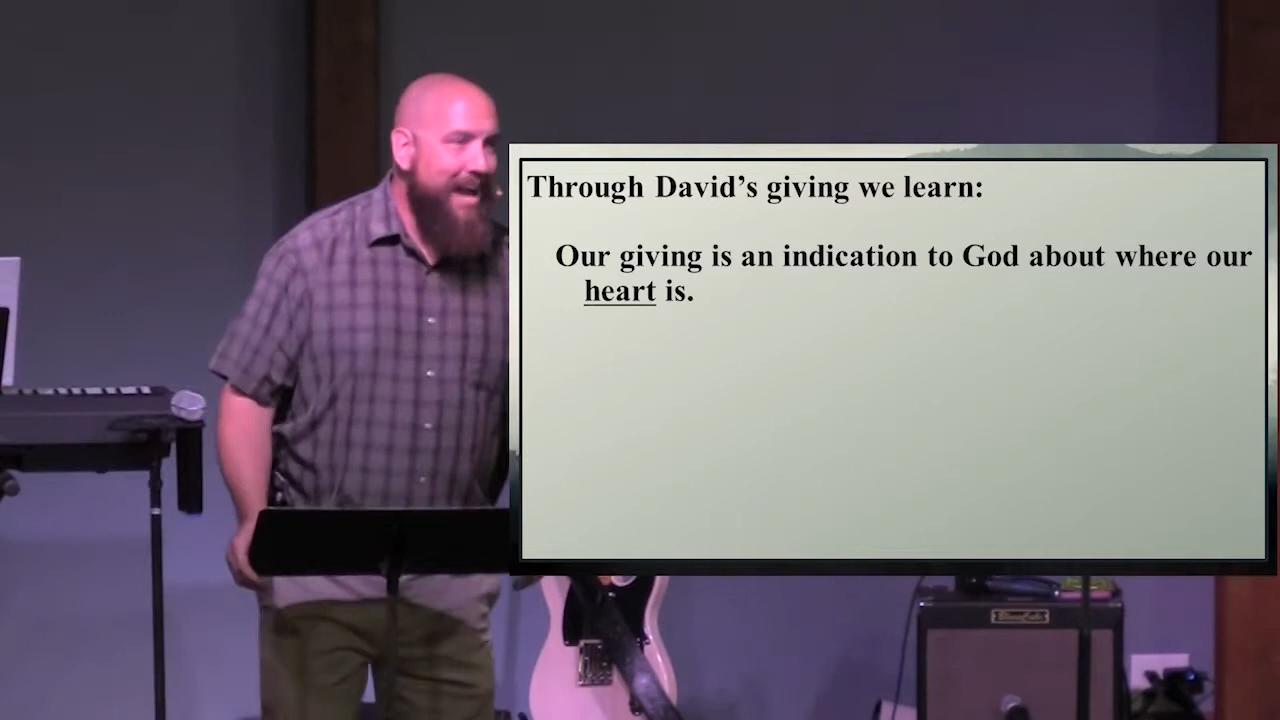 Through David’s giving we learn:
Our giving is an indication to God about where our
heart is.